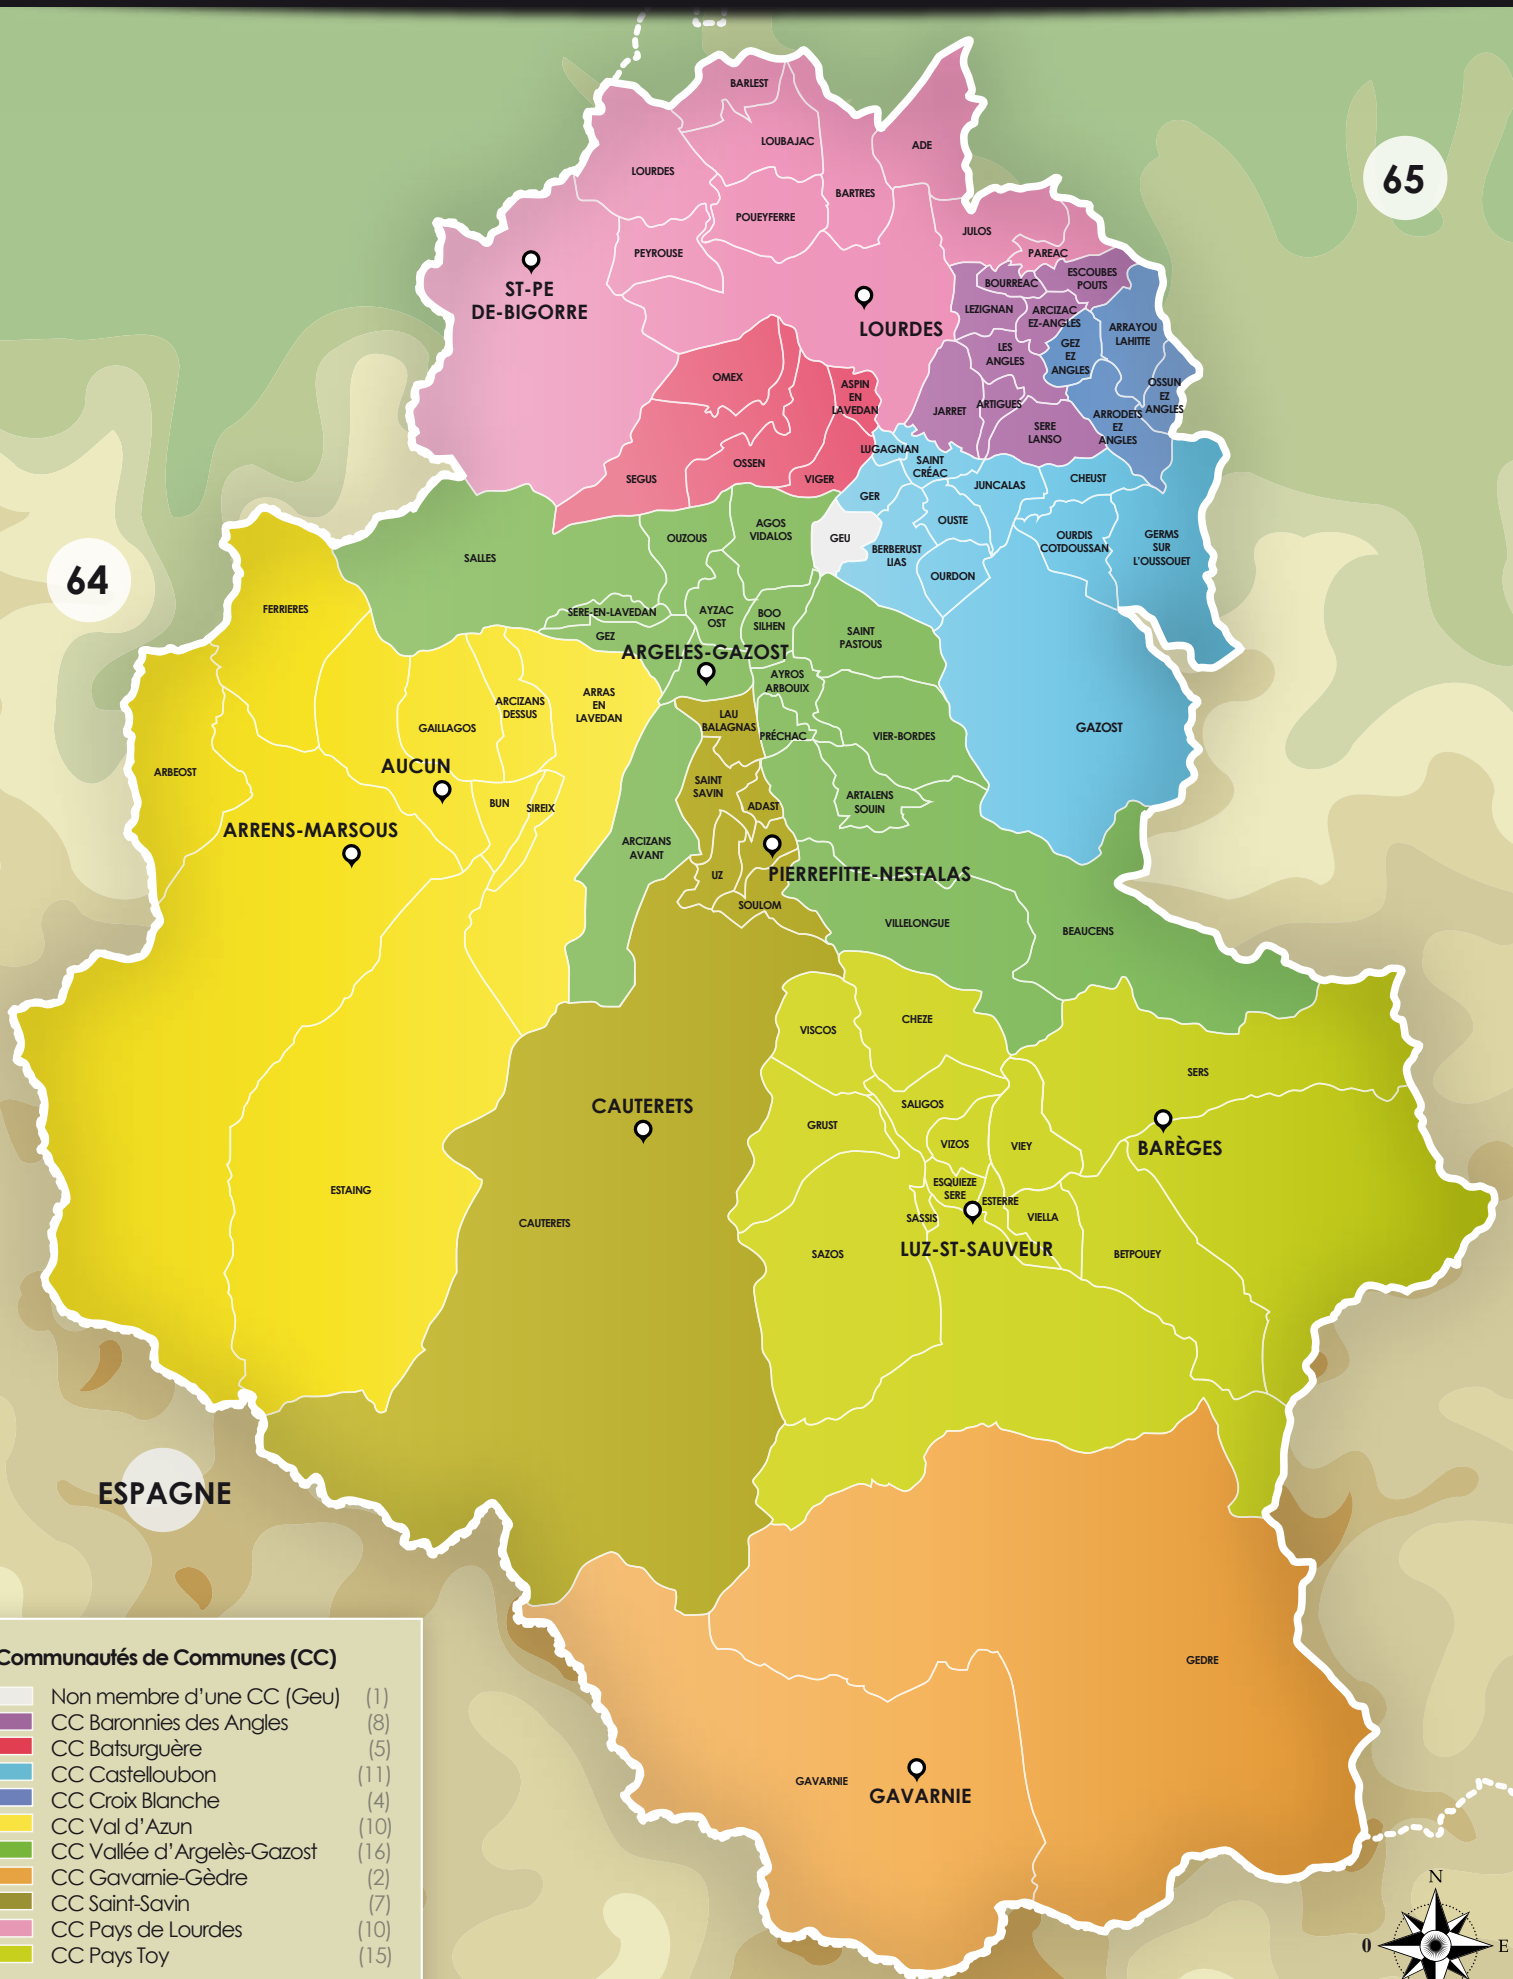 BARLEST
LOUBAJAC
ADE
LOURDES
BARTRES
65
POUEYFERRE
JULOS
PEYROUSE
PAREAC
ST-PE
DE-BIGORRE
ESCOUBES
POUTS
BOURREAC
LEZIGNAN
ARCIZAC
EZ-ANGLES
LOURDES
ARRAYOU
LAHITTE
LES
ANGLES
GEZ
EZ
ANGLES
OMEX
ASPIN
EN
LAVEDAN
OSSUN
EZ
ANGLES
JARRET
ARTIGUES
ARRODETS
EZ
ANGLES
SERE
LANSO
LUGAGNAN
SAINT
CRÉAC
OSSEN
SEGUS
VIGER
JUNCALAS
CHEUST
GER
OUSTE
AGOS
VIDALOS
OUZOUS
GEU
OURDIS
COTDOUSSAN
GERMS
SUR
L'OUSSOUET
BERBERUST
LIAS
SALLES
64
OURDON
FERRIERES
SERE-EN-LAVEDAN
AYZAC
OST
BOO
SILHEN
GEZ
SAINT
PASTOUS
ARGELES-GAZOST
AYROS
ARBOUIX
ARRAS
EN
LAVEDAN
ARCIZANS
DESSUS
LAU
BALAGNAS
GAILLAGOS
PRÉCHAC
VIER-BORDES
GAZOST
AUCUN
ARBEOST
SAINT
SAVIN
BUN
SIREIX
ADAST
ARTALENS
SOUIN
ARRENS-MARSOUS
ARCIZANS
AVANT
UZ
PIERREFITTE-NESTALAS
SOULOM
VILLELONGUE
BEAUCENS
VISCOS
CHEZE
SERS
CAUTERETS
SALIGOS
GRUST
VIZOS
VIEY
BARÈGES
ESTAING
ESQUIEZE
SERE
ESTERRE
CAUTERETS
SASSIS
VIELLA
SAZOS
LUZ-ST-SAUVEUR
BETPOUEY
ESPAGNE
GEDRE
GAVARNIE
GAVARNIE
Communautés de Communes (CC)
Non membre d'une CC (Geu) (1)
CC Baronnies des Angles (8)
CC Batsurguère (5)
CC Castelloubon (11)
CC Croix Blanche (4)
CC Val d'Azun (10)
CC Vallée d'Argelès-Gazost (16)
CC Gavarnie-Gèdre (2)
CC Saint-Savin (7)
CC Pays de Lourdes (10)
CC Pays Toy (15)
N
0 E